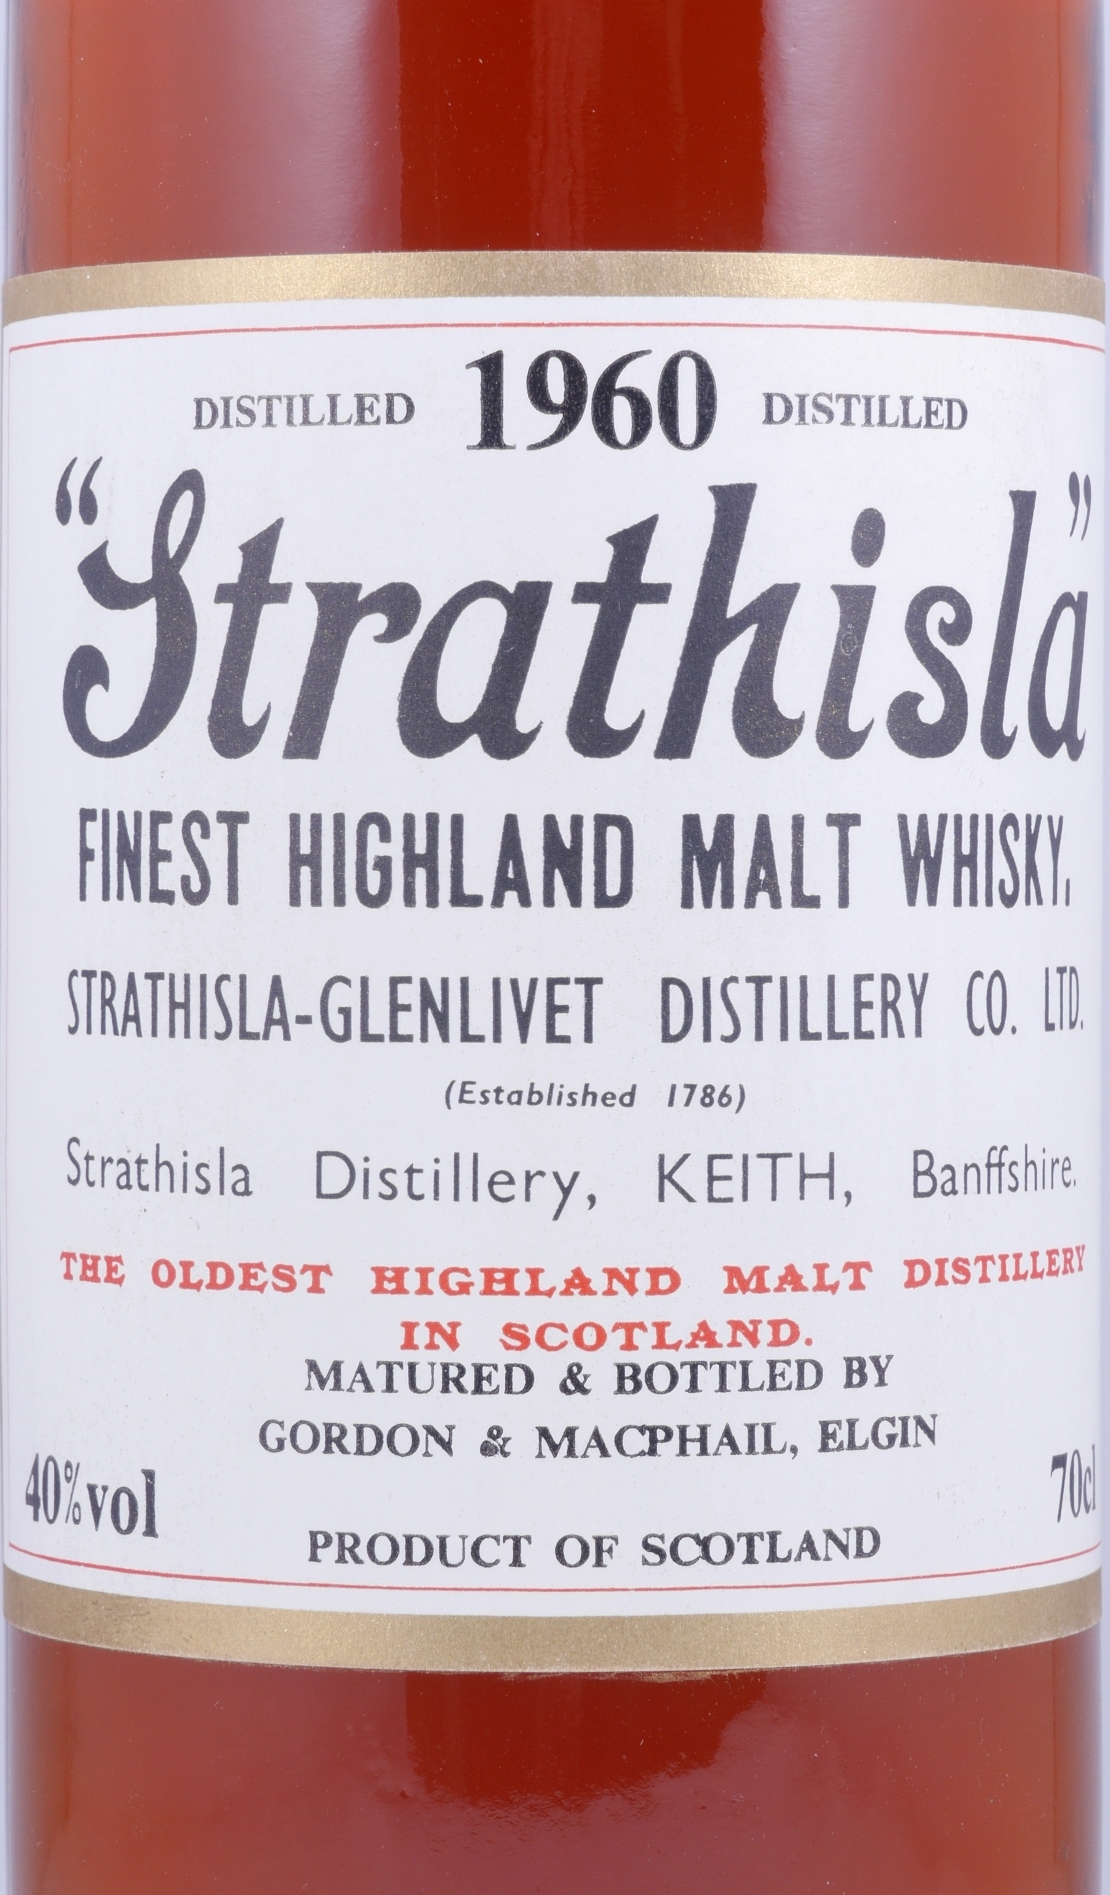 DISTILLED 1960 DISTILLED
“Strathisla”
FINEST HIGHLAND MALT WHISKY.
STRATHISLA-GLENLIVET DISTILLERY CO. LTD.
(Established 1786)
Strathisla Distillery, KEITH, Banffshire.
THE OLDEST HIGHLAND MALT DISTILLERY
IN SCOTLAND.
MATURED & BOTTLED BY
GORDON & MACPHAIL, ELGIN
40%vol 70cl
PRODUCT OF SCOTLAND